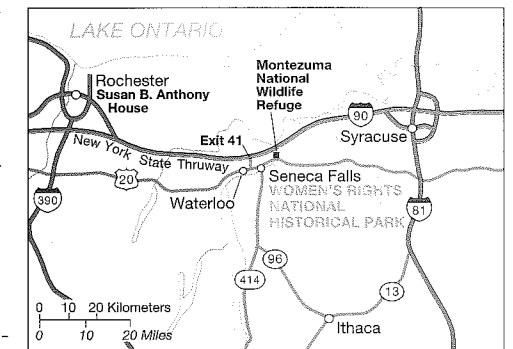 LAKE ONTARIO
Rochester
Susan B. Anthony
House
Montezuma
National
Wildlife
Refuge
90
Syracuse
Exit 41
New York State Thruway
20
Seneca Falls
Waterloo
WOMEN'S RIGHTS
NATIONAL
HISTORICAL PARK
390
81
96
414
13
Ithaca
0 10 20 Kilometers
0 10 20 Miles